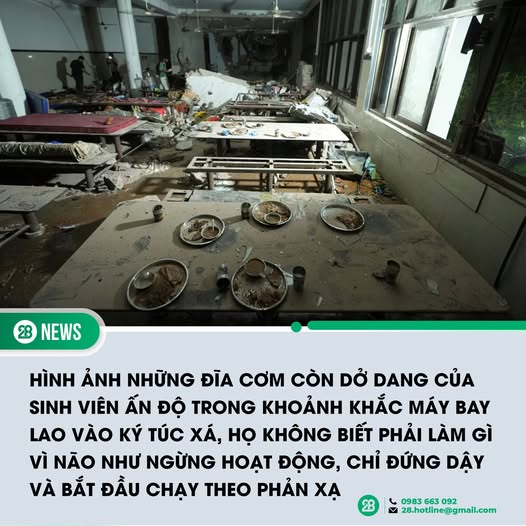 28 NEWS
HÌNH ẢNH NHỮNG ĐĨA CƠM CÒN DỞ DANG CỦA
SINH VIÊN ẤN ĐỘ TRONG KHOẢNH KHẮC MÁY BAY
LAO VÀO KÝ TÚC XÁ, HỌ KHÔNG BIẾT PHẢI LÀM GÌ
VÌ NÃO NHƯ NGỪNG HOẠT ĐỘNG, CHỈ ĐỨNG DẬY
VÀ BẮT ĐẦU CHẠY THEO PHẢN XẠ
28
0983 663 092
28.hotline@gmail.com